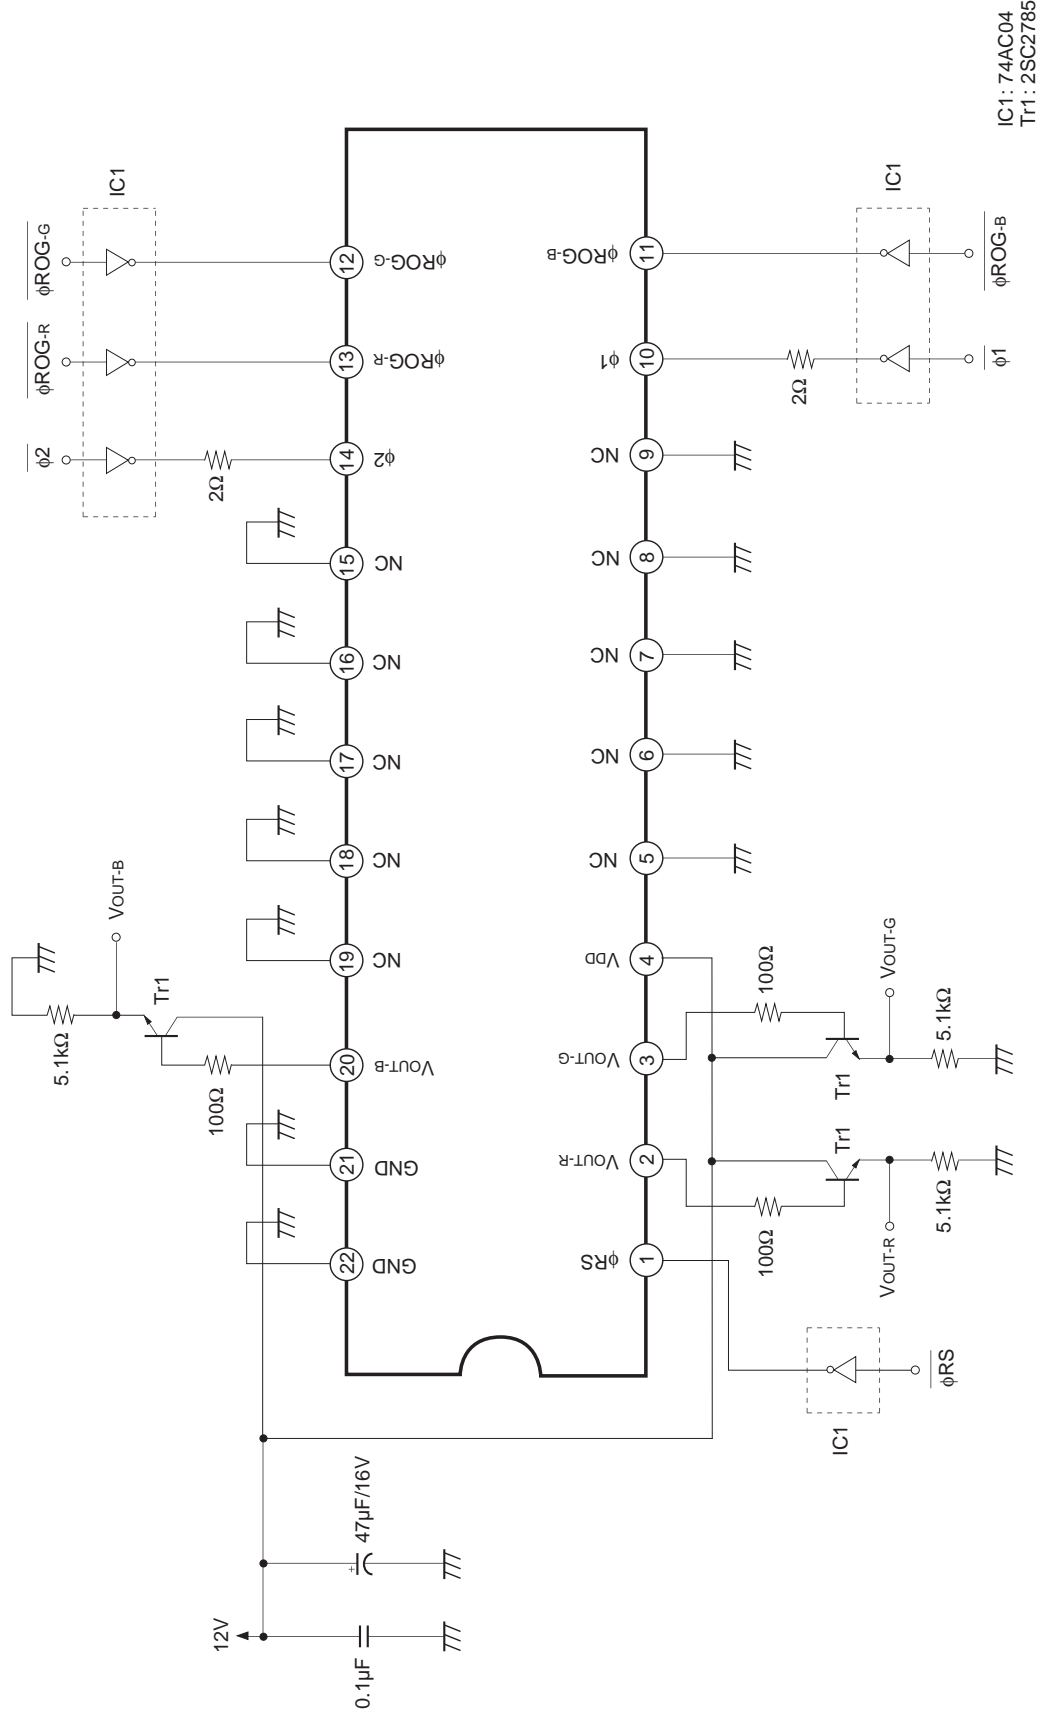 12V
0.1µF
47µF/16V
5.1kΩ
VOUT-B
Tr1
100Ω
φ2
φROG-R
φROG-G
IC1
2Ω
22
21
20
19
18
17
16
15
14
13
12
GND
GND
VOUT-B
NC
NC
NC
NC
NC
φ2
φROG-R
φROG-G
φRS
VOUT-R
VOUT-G
VDD
NC
NC
NC
NC
NC
φ1
φROG-B
1
2
3
4
5
6
7
8
9
10
11
100Ω
100Ω
2Ω
Tr1
Tr1
IC1
IC1
VOUT-R
VOUT-G
5.1kΩ
5.1kΩ
φRS
φ1
φROG-B
IC1: 74AC04
Tr1: 2SC2785